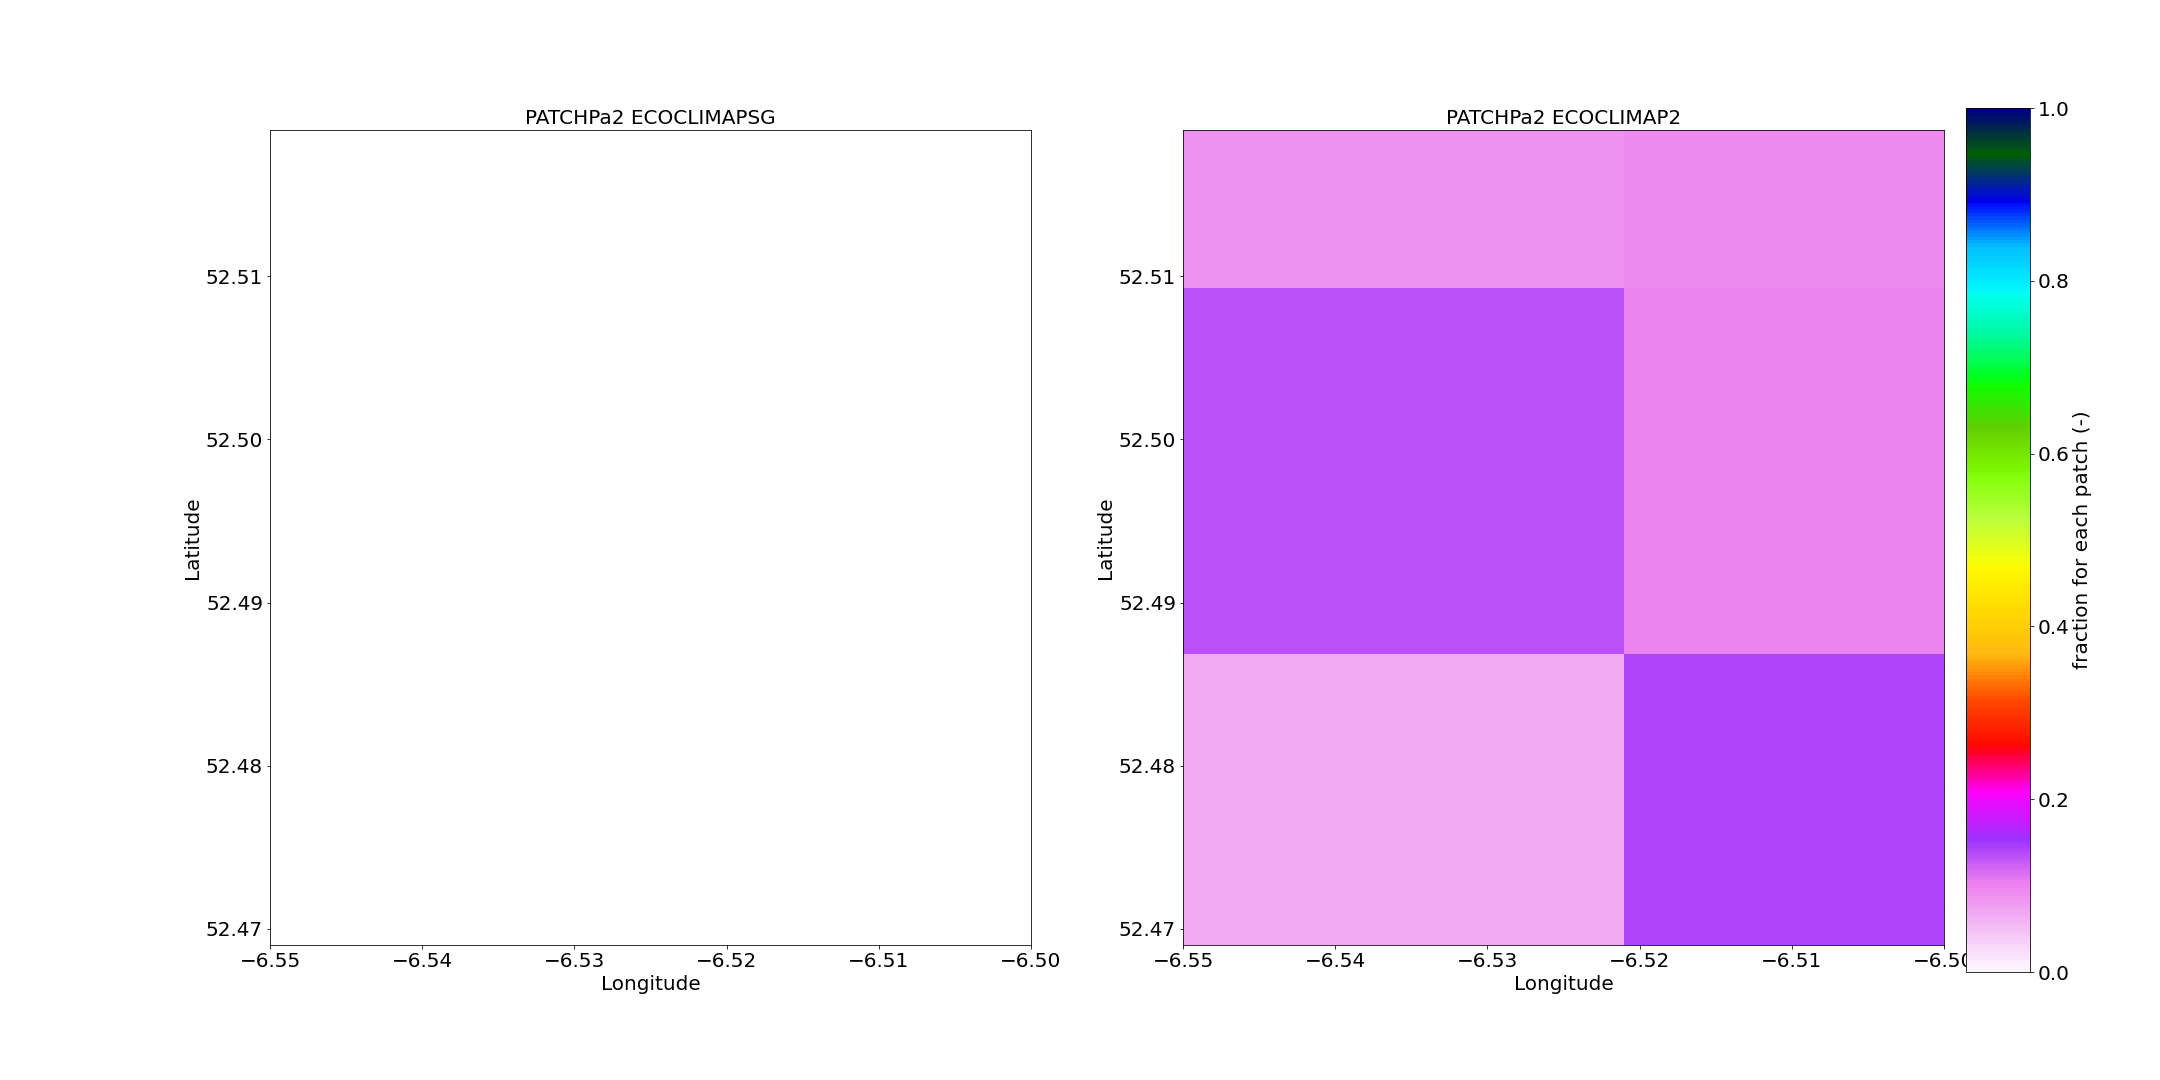 PATCHPa2 ECOCLIMAPSG
52.51
52.50
52.49
52.48
52.47
Latitude
−6.55 −6.54 −6.53 −6.52 −6.51 −6.50
Longitude
PATCHPa2 ECOCLIMAP2
52.51
52.50
52.49
52.48
52.47
Latitude
−6.55 −6.54 −6.53 −6.52 −6.51 −6.50
Longitude
1.0
0.8
0.6
0.4
0.2
0.0
fraction for each patch (-)